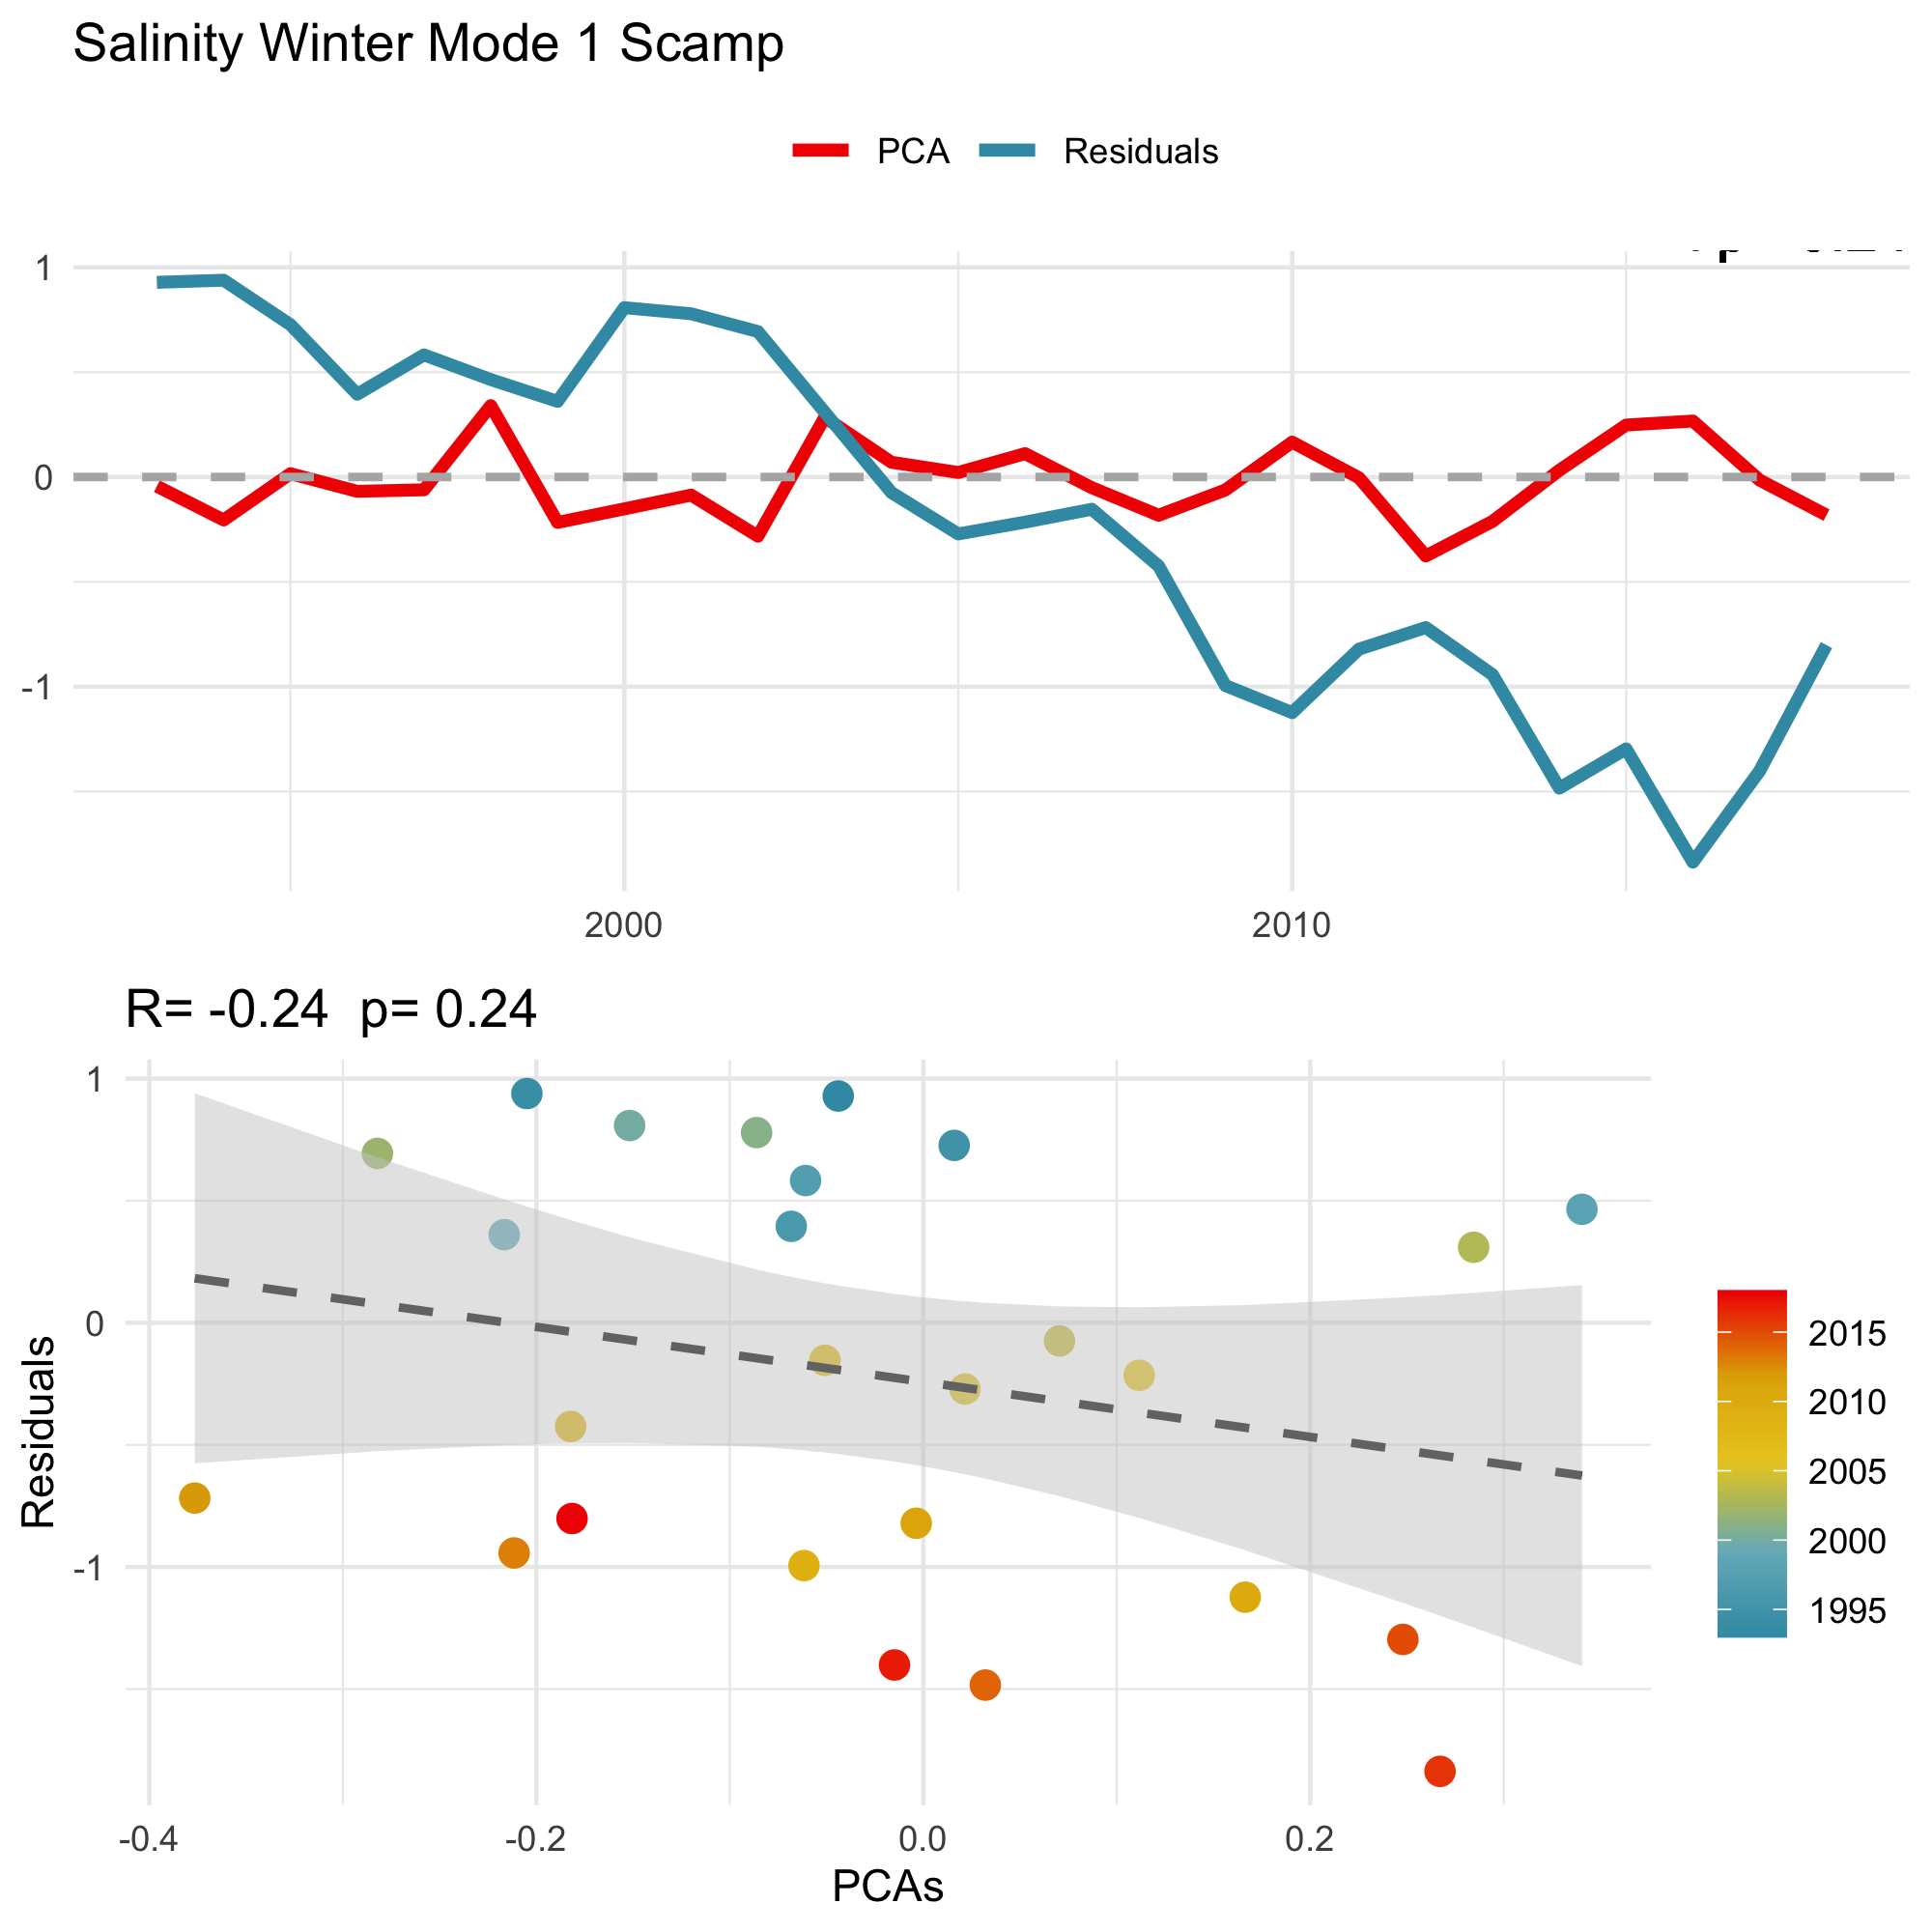 Salinity Winter Mode 1 Scamp
PCA Residuals
1
0
-1
2000 2010
R= -0.24 p= 0.24
1
0
-1
Residuals
-0.4 -0.2 0.0 0.2
PCAs
2015
2010
2005
2000
1995